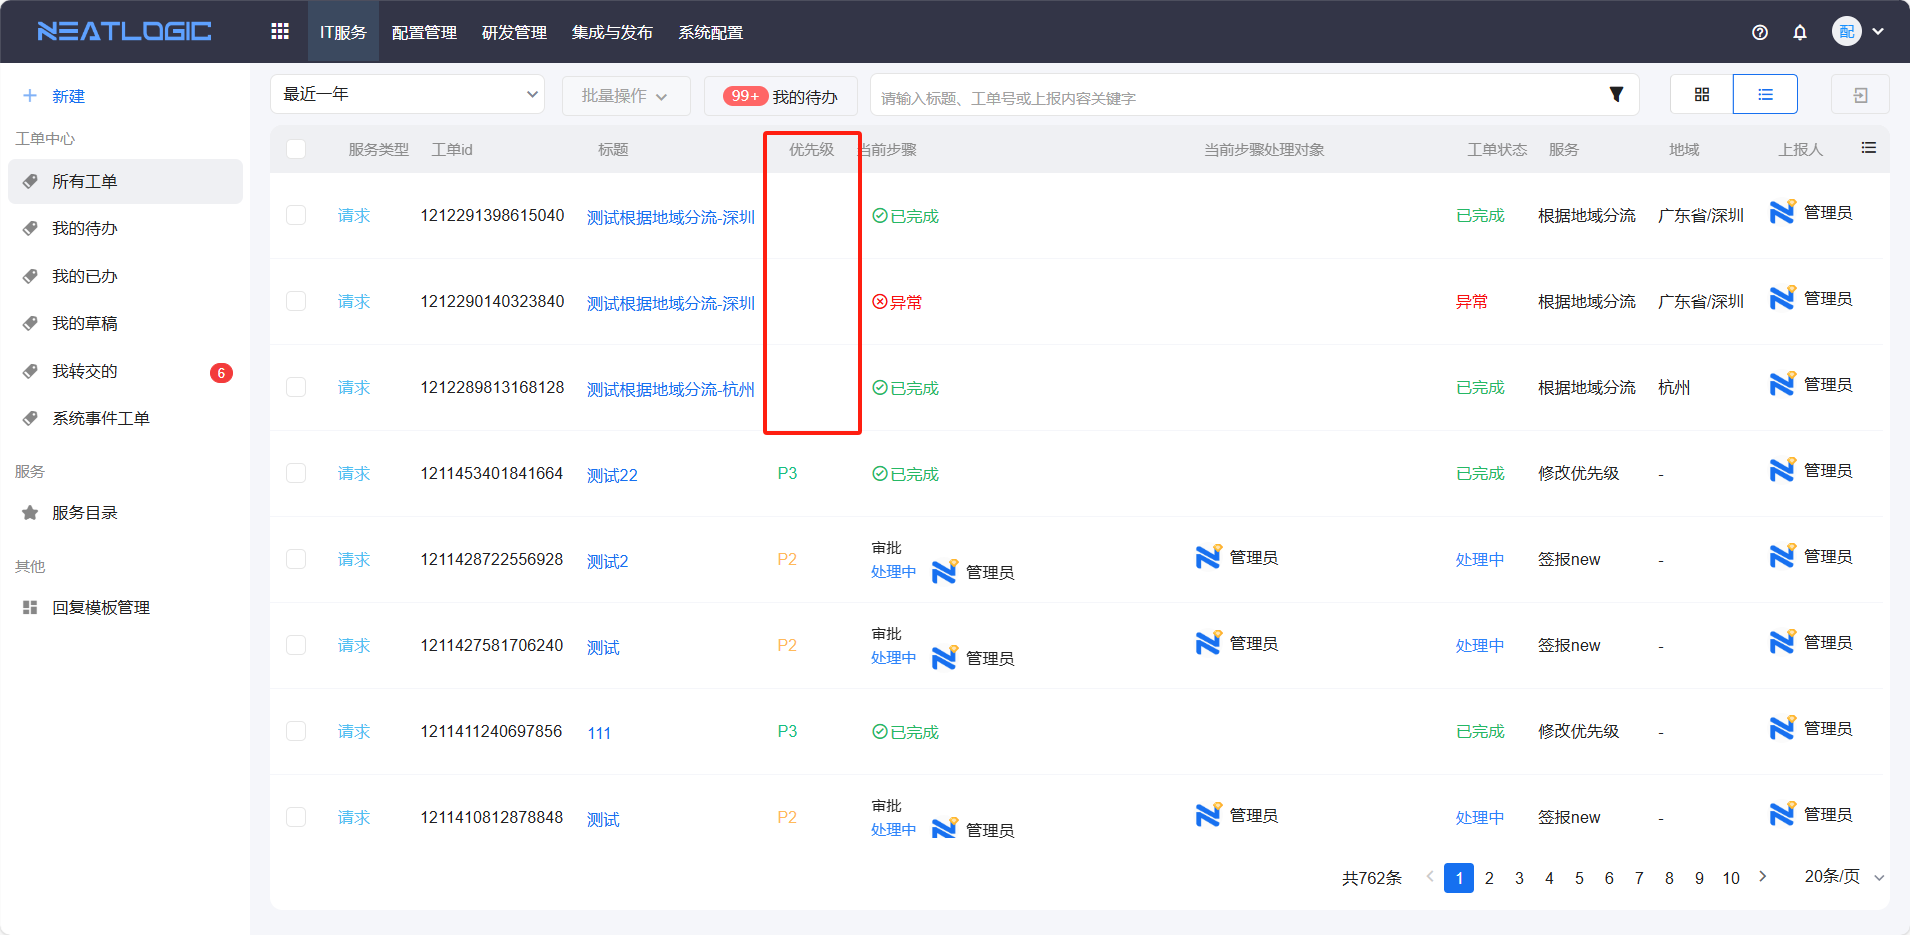 NEATLOGIC
IT服务 配置管理 研发管理 集成与发布 系统配置
配
新建
工单中心
所有工单
我的待办
我的已办
我的草稿
我转交的 6
系统事件工单
服务
服务目录
其他
回复模板管理
最近一年 批量操作 99+ 我的待办 请输入标题、工单号或上报内容关键字
服务类型 工单id 标题 优先级 当前步骤 当前步骤处理对象 工单状态 服务 地域 上报人
请求 1212291398615040 测试根据地域分流-深圳 已完成 已完成 根据地域分流 广东省/深圳 管理员
请求 1212290140323840 测试根据地域分流-深圳 异常 异常 根据地域分流 广东省/深圳 管理员
请求 1212289813168128 测试根据地域分流-杭州 已完成 已完成 根据地域分流 杭州 管理员
请求 1211453401841664 测试22 P3 已完成 已完成 修改优先级 - 管理员
请求 1211428722556928 测试2 P2 审批 处理中 管理员 管理员 处理中 签报new - 管理员
请求 1211427581706240 测试 P2 审批 处理中 管理员 管理员 处理中 签报new - 管理员
请求 1211411240697856 111 P3 已完成 已完成 修改优先级 - 管理员
请求 1211410812878848 测试 P2 审批 处理中 管理员 管理员 处理中 签报new - 管理员
共762条 1 2 3 4 5 6 7 8 9 10 20条/页